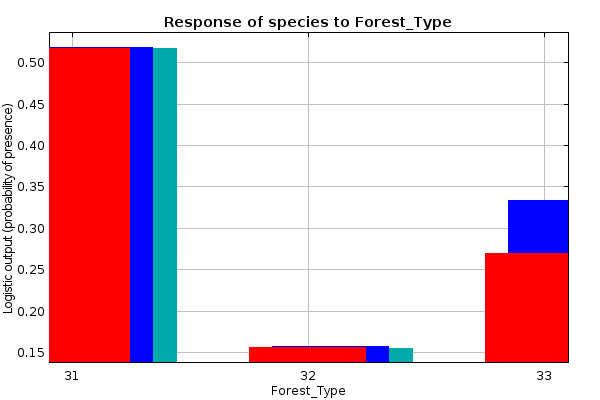 Response of species to Forest_Type
Logistic output (probability of presence)
0.50
0.45
0.40
0.35
0.30
0.25
0.20
0.15
31 32 33
Forest_Type